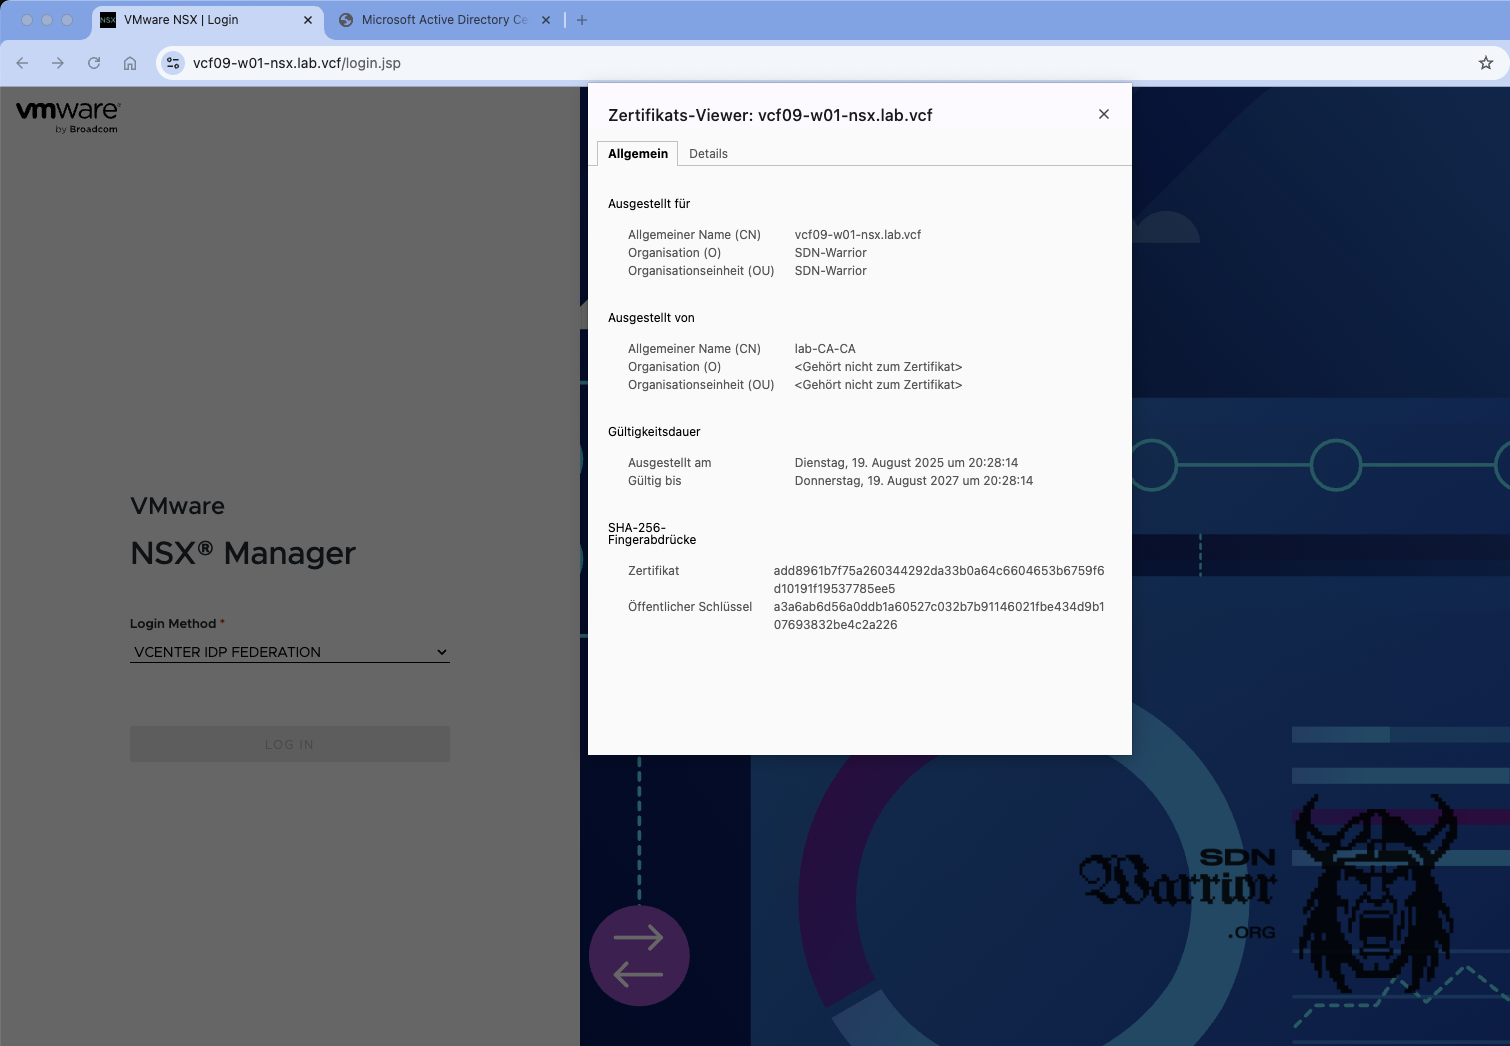 VMware NSX | Login
Microsoft Active Directory Ce
vcf09-w01-nsx.lab.vcf/login.jsp
vmware®
by Broadcom
VMware
NSX® Manager
Login Method *
VCENTER IDP FEDERATION
LOG IN
Zertifikats-Viewer: vcf09-w01-nsx.lab.vcf
Allgemein Details
Ausgestellt für
Allgemeiner Name (CN) vcf09-w01-nsx.lab.vcf
Organisation (O) SDN-Warrior
Organisationseinheit (OU) SDN-Warrior
Ausgestellt von
Allgemeiner Name (CN) lab-CA-CA
Organisation (O) <Gehört nicht zum Zertifikat>
Organisationseinheit (OU) <Gehört nicht zum Zertifikat>
Gültigkeitsdauer
Ausgestellt am Dienstag, 19. August 2025 um 20:28:14
Gültig bis Donnerstag, 19. August 2027 um 20:28:14
SHA-256-
Fingerabdrücke
Zertifikat add8961b7f75a260344292da33b0a64c6604653b6759f6
d10191f19537785ee5
Öffentlicher Schlüssel a3a6ab6d56a0ddb1a60527c032b7b91146021fbe434d9b1
07693832be4c2a226
SDN
Warrior
.ORG